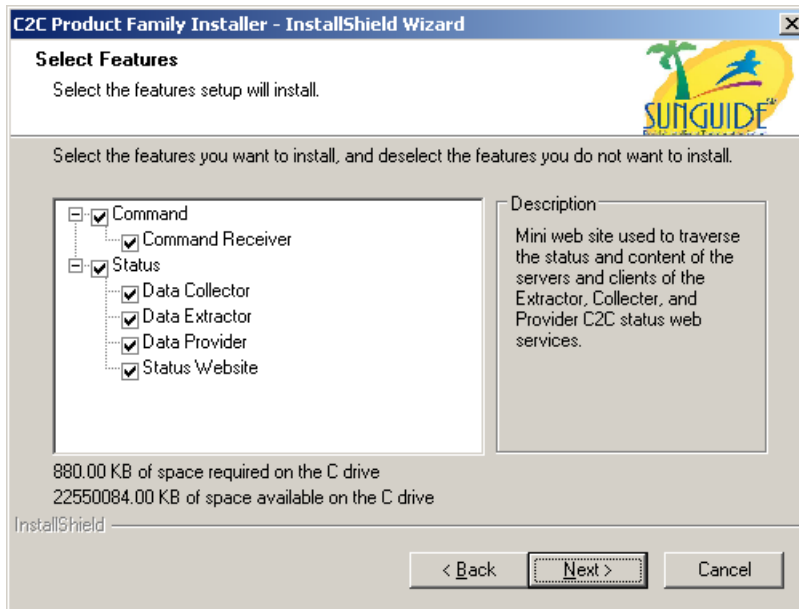 C2C Product Family Installer - InstallShield Wizard
Select Features
Select the features setup will install.
SUNGUIDE
SM
Select the features you want to install, and deselect the features you do not want to install.
Command
Command Receiver
Status
Data Collector
Data Extractor
Data Provider
Status Website
Description
Mini web site used to traverse
the status and content of the
servers and clients of the
Extractor, Collecter, and
Provider C2C status web
services.
880.00 KB of space required on the C drive
22550084.00 KB of space available on the C drive
InstallShield
< Back
Next >
Cancel